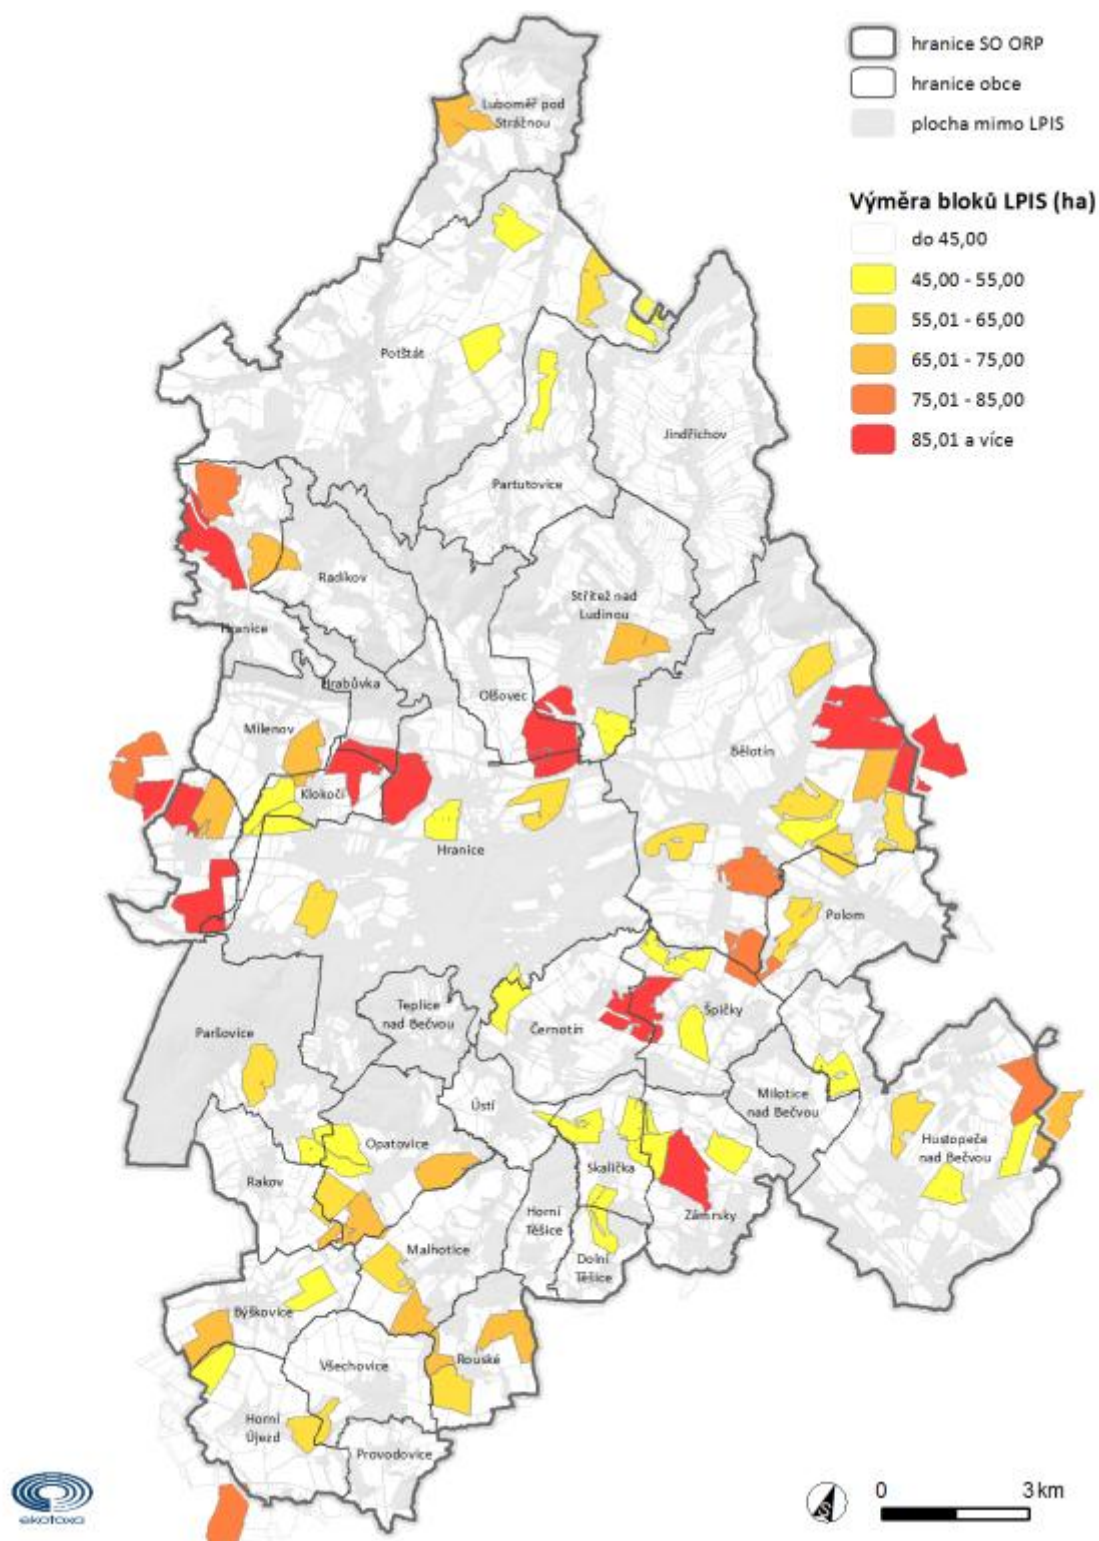 hranice SO ORP
hranice obce
plocha mimo LPIS
Výměra bloků LPIS (ha)
do 45,00
45,00 - 55,00
55,01 - 65,00
65,01 - 75,00
75,01 - 85,00
85,01 a více
Luboměř pod
Strážnou
Potštát
Jindřichov
Partutovice
Radíkov
Střítež nad
Ludinou
Hranice
Hrabůvka
Olšovec
Milenov
Bělotín
Klokočí
Hranice
Polom
Teplice
nad Bečvou
Špičky
Černotín
Paršovice
Milotice
nad Bečvou
Ústí
Hustopeče
nad Bečvou
Opatovice
Skalička
Rakov
Horní
Těšice
Zámrsky
Malhotice
Dolní
Těšice
Býškovice
Rouské
Všechovice
Horní
Újezd
Provodovice
ekotoxa
S
0 3 km